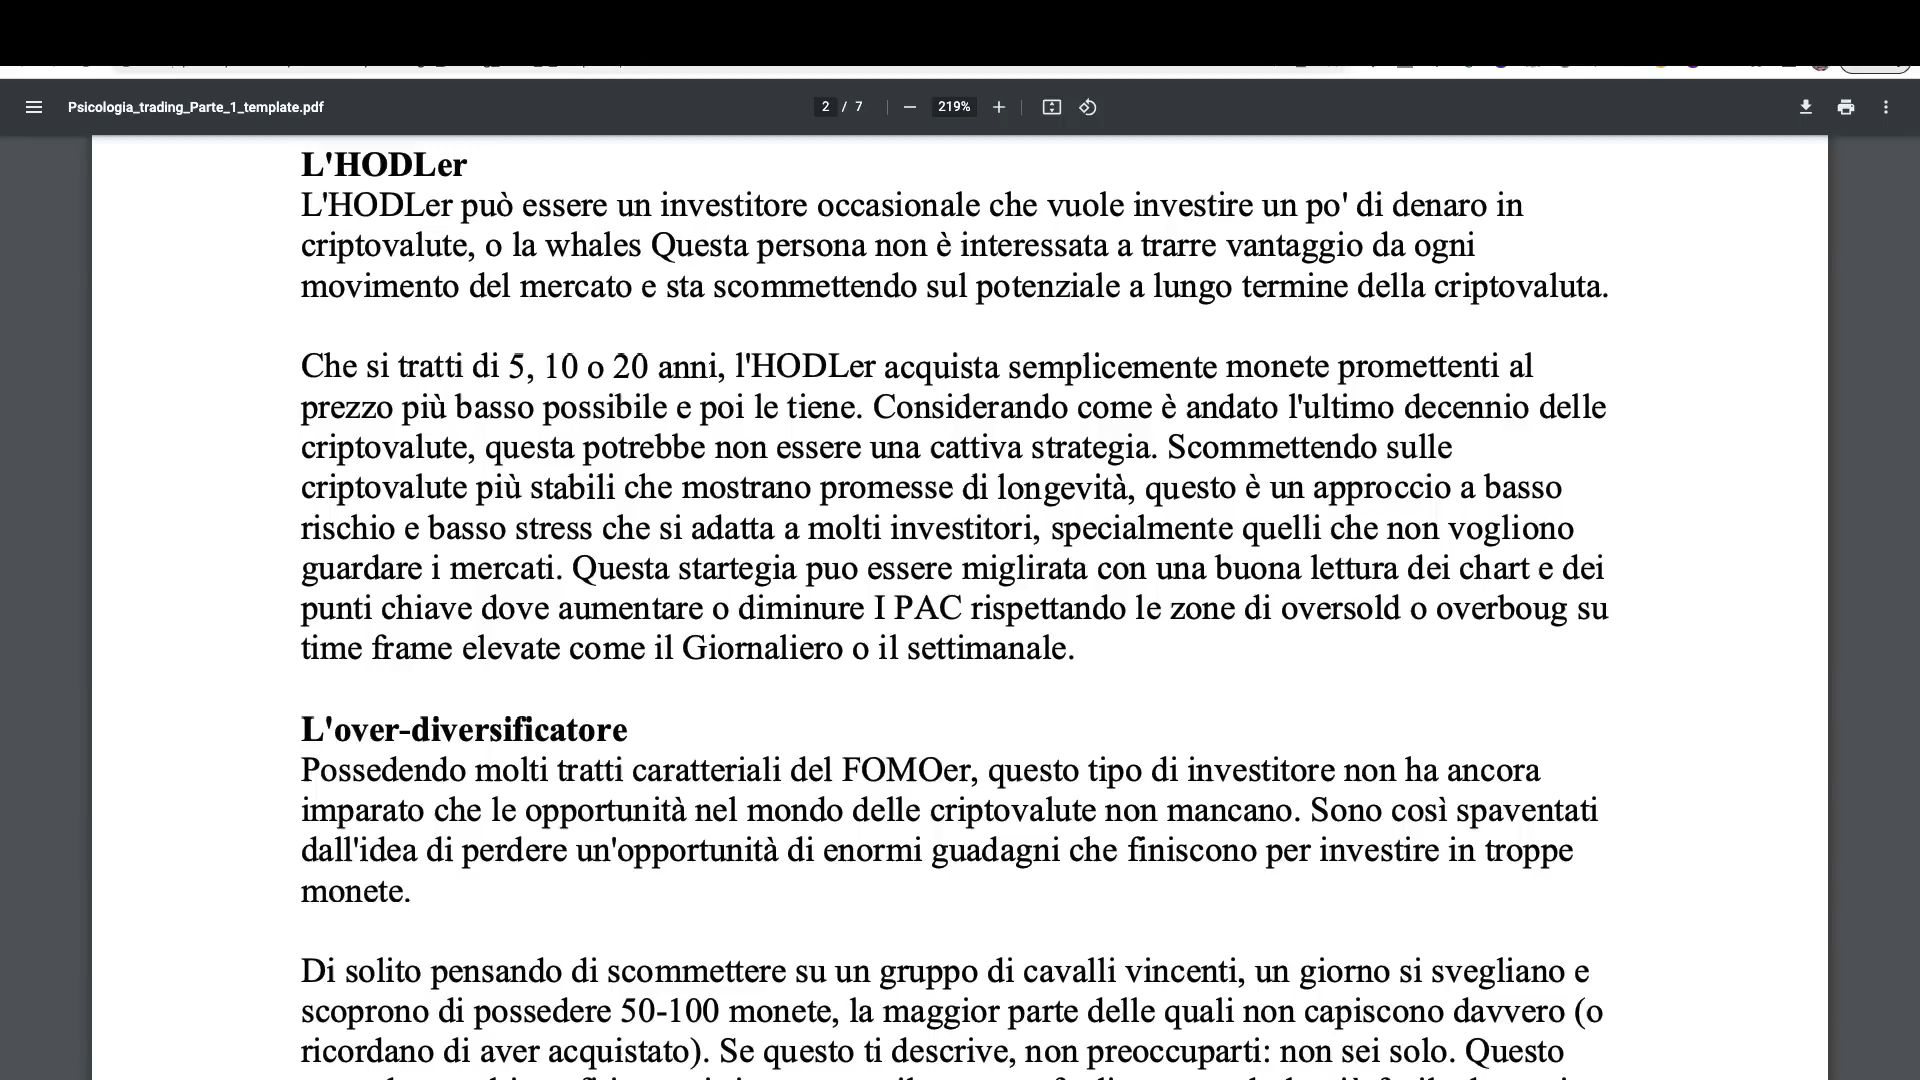 Psicologia_trading_Parte_1_template.pdf
2 / 7
219%
L'HODLer
L'HODLer può essere un investitore occasionale che vuole investire un po' di denaro in
criptovalute, o la whales Questa persona non è interessata a trarre vantaggio da ogni
movimento del mercato e sta scommettendo sul potenziale a lungo termine della criptovaluta.
Che si tratti di 5, 10 o 20 anni, l'HODLer acquista semplicemente monete promettenti al
prezzo più basso possibile e poi le tiene. Considerando come è andato l'ultimo decennio delle
criptovalute, questa potrebbe non essere una cattiva strategia. Scommettendo sulle
criptovalute più stabili che mostrano promesse di longevità, questo è un approccio a basso
rischio e basso stress che si adatta a molti investitori, specialmente quelli che non vogliono
guardare i mercati. Questa startegia puo essere miglirata con una buona lettura dei chart e dei
punti chiave dove aumentare o diminure I PAC rispettando le zone di oversold o overboug su
time frame elevate come il Giornaliero o il settimanale.
L'over-diversificatore
Possedendo molti tratti caratteriali del FOMOer, questo tipo di investitore non ha ancora
imparato che le opportunità nel mondo delle criptovalute non mancano. Sono così spaventati
dall'idea di perdere un'opportunità di enormi guadagni che finiscono per investire in troppe
monete.
Di solito pensando di scommettere su un gruppo di cavalli vincenti, un giorno si svegliano e
scoprono di possedere 50-100 monete, la maggior parte delle quali non capiscono davvero (o
ricordano di aver acquistato). Se questo ti descrive, non preoccuparti: non sei solo. Questo